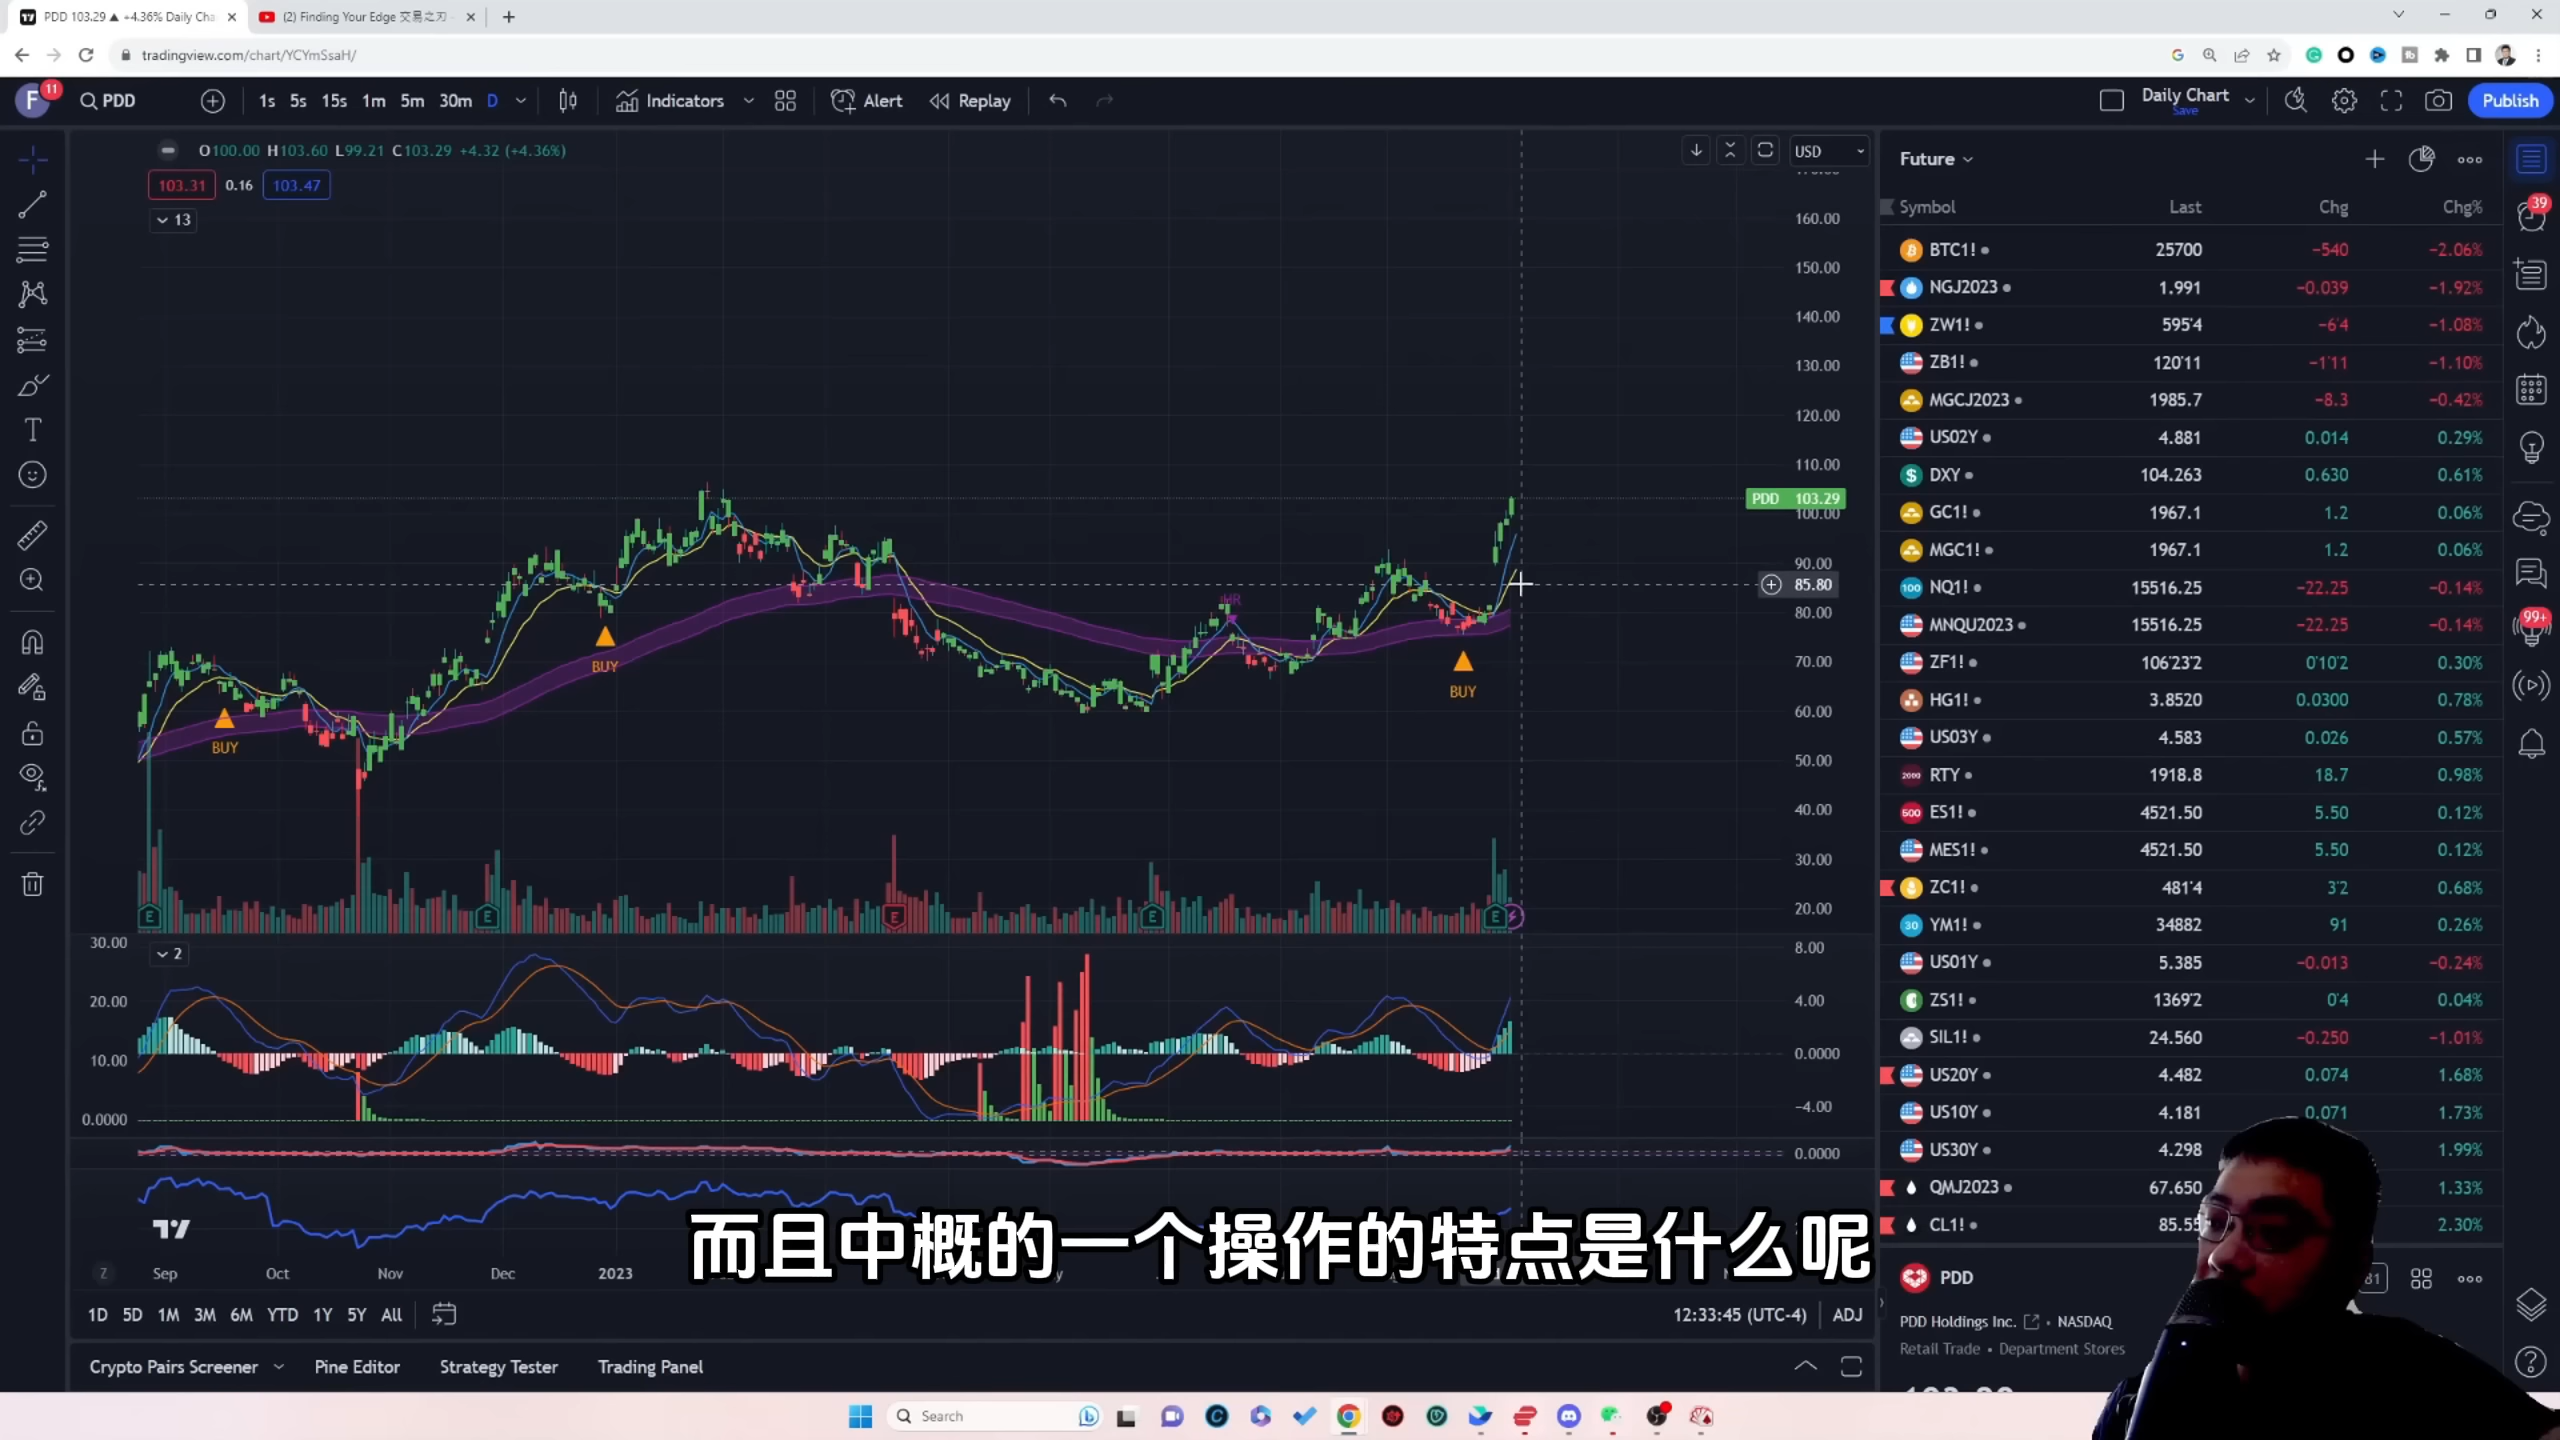 PDD 103.29 ▲ +4.36% Daily Cha
(2) Finding Your Edge 交易之刃
tradingview.com/chart/YCYmSsaH/
F 11 PDD 1s 5s 15s 1m 5m 30m D Indicators Alert Replay Daily Chart Save Publish
O100.00 H103.60 L99.21 C103.29 +4.32 (+4.36%)
USD
103.31 0.16 103.47
13
160.00
150.00
140.00
130.00
120.00
110.00
PDD 103.29
100.00
90.00
85.80
80.00
70.00
60.00
50.00
40.00
30.00
20.00
HR
BUY
BUY
BUY
E E E E E
30.00
20.00
10.00
0.0000
2
8.00
4.00
0.0000
−4.00
0.0000
而且中概的一个操作的特点是什么呢
Z Sep Oct Nov Dec 2023
1D 5D 1M 3M 6M YTD 1Y 5Y All
12:33:45 (UTC-4) ADJ
Crypto Pairs Screener Pine Editor Strategy Tester Trading Panel
Future
Symbol Last Chg Chg%
BTC1! 25700 −540 −2.06%
NGJ2023 1.991 −0.039 −1.92%
ZW1! 595'4 −6'4 −1.08%
ZB1! 120'11 −1'11 −1.10%
MGCJ2023 1985.7 −8.3 −0.42%
US02Y 4.881 0.014 0.29%
DXY 104.263 0.630 0.61%
GC1! 1967.1 1.2 0.06%
MGC1! 1967.1 1.2 0.06%
100 NQ1! 15516.25 −22.25 −0.14%
MNQU2023 15516.25 −22.25 −0.14%
ZF1! 106'23'2 0'10'2 0.30%
HG1! 3.8520 0.0300 0.78%
US03Y 4.583 0.026 0.57%
2000 RTY 1918.8 18.7 0.98%
500 ES1! 4521.50 5.50 0.12%
MES1! 4521.50 5.50 0.12%
ZC1! 481'4 3'2 0.68%
30 YM1! 34882 91 0.26%
US01Y 5.385 −0.013 −0.24%
ZS1! 1369'2 0'4 0.04%
SIL1! 24.560 −0.250 −1.01%
US20Y 4.482 0.074 1.68%
US10Y 4.181 0.071 1.73%
US30Y 4.298 1.99%
QMJ2023 67.650 1.33%
CL1! 85.55 2.30%
PDD
PDD Holdings Inc. NASDAQ
Retail Trade • Department Stores
39
99+
Search